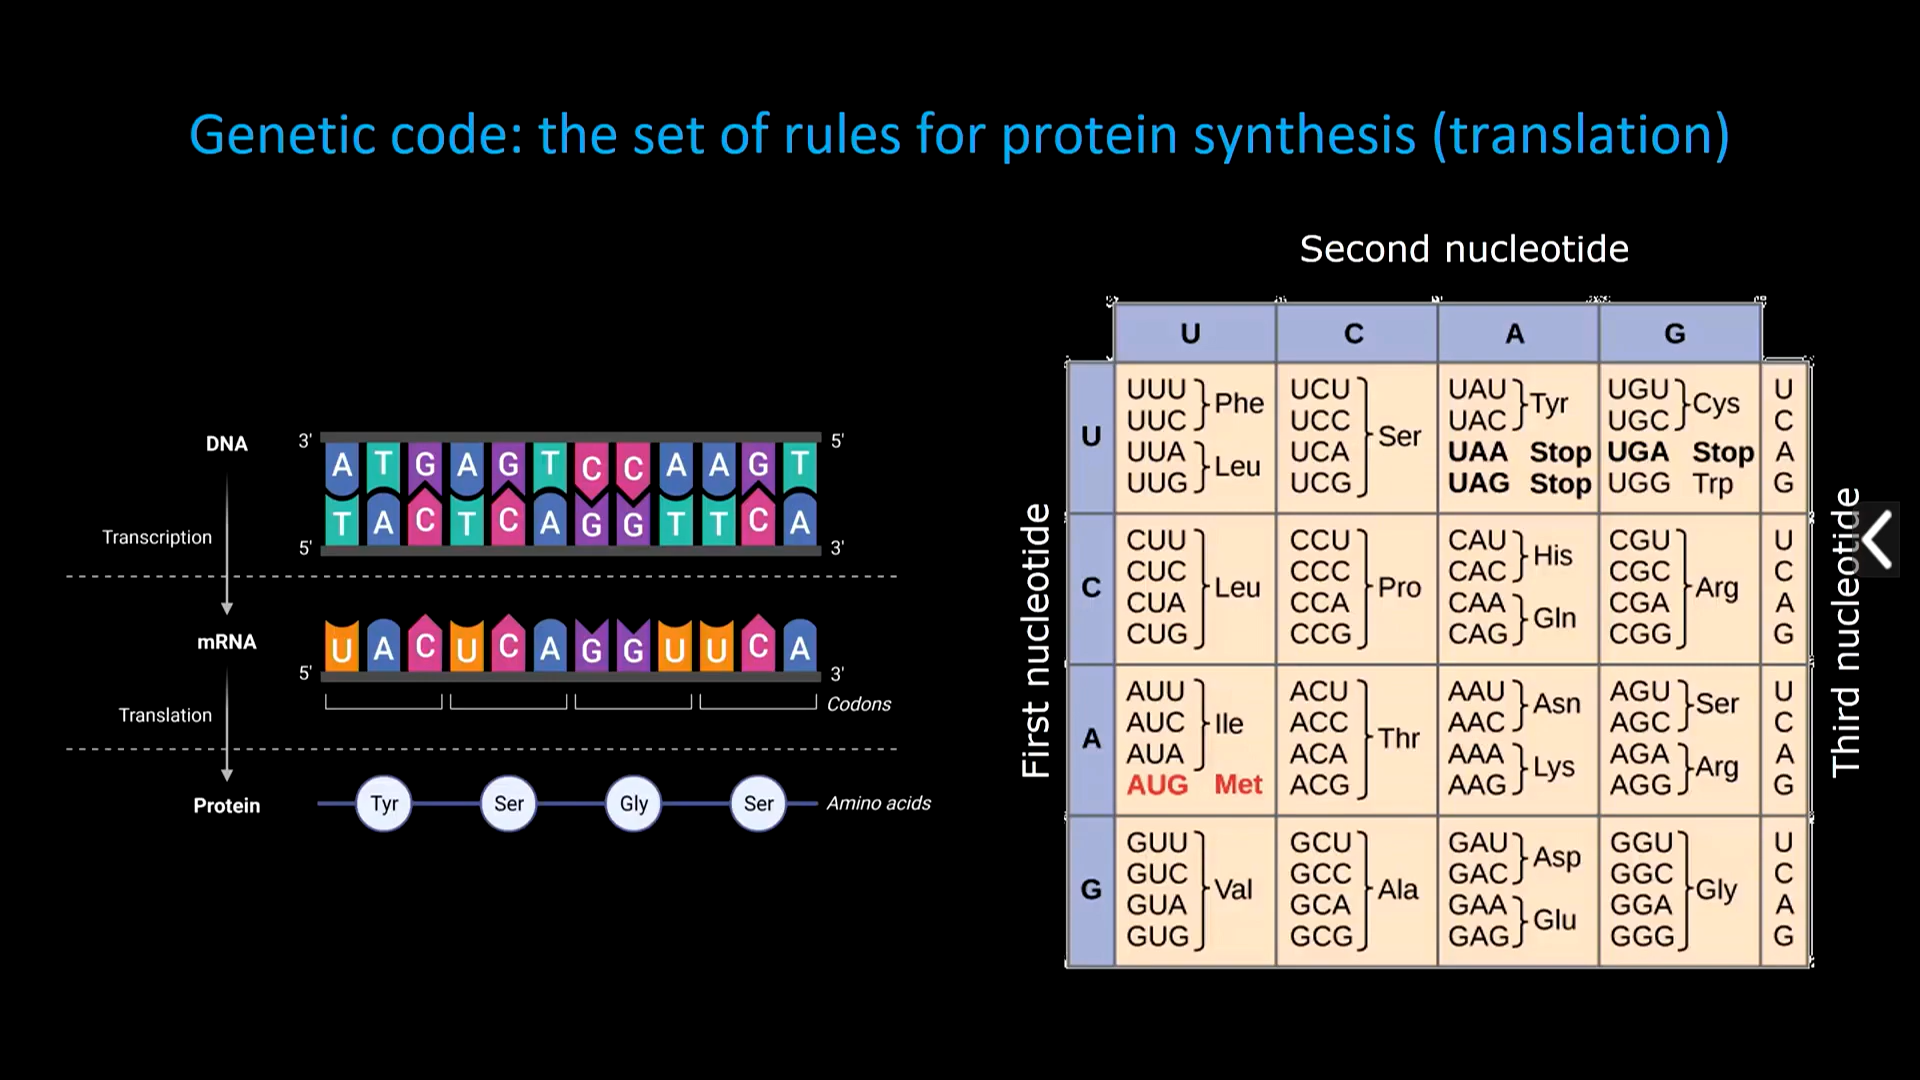 Genetic code: the set of rules for protein synthesis (translation)
DNA
3'
A T G A G T C C A A G T
5'
T A C T C A G G T T C A
5'
3'
Transcription
mRNA
U A C U C A G G U U C A
5'
3'
Codons
Translation
Protein
Tyr Ser Gly Ser
Amino acids
Second nucleotide
First nucleotide
Third nucleotide
U C A G
U
UUU UUC Phe
UUA UUG Leu
UCU UCC UCA UCG Ser
UAU UAC Tyr
UAA Stop
UAG Stop
UGU UGC Cys
UGA Stop
UGG Trp
U C A G
C
CUU CUC CUA CUG Leu
CCU CCC CCA CCG Pro
CAU CAC His
CAA CAG Gln
CGU CGC CGA CGG Arg
U C A G
A
AUU AUC AUA Ile
AUG Met
ACU ACC ACA ACG Thr
AAU AAC Asn
AAA AAG Lys
AGU AGC Ser
AGA AGG Arg
U C A G
G
GUU GUC GUA GUG Val
GCU GCC GCA GCG Ala
GAU GAC Asp
GAA GAG Glu
GGU GGC GGA GGG Gly
U C A G